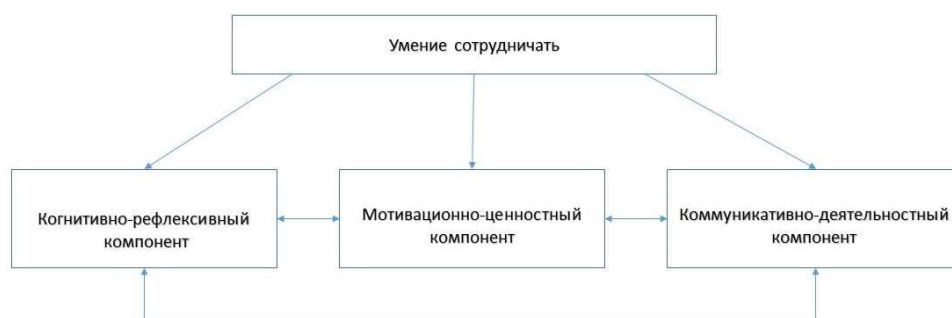 Умение сотрудничать
Когнитивно-рефлексивный
компонент
Мотивационно-ценностный
компонент
Коммуникативно-деятельностный
компонент